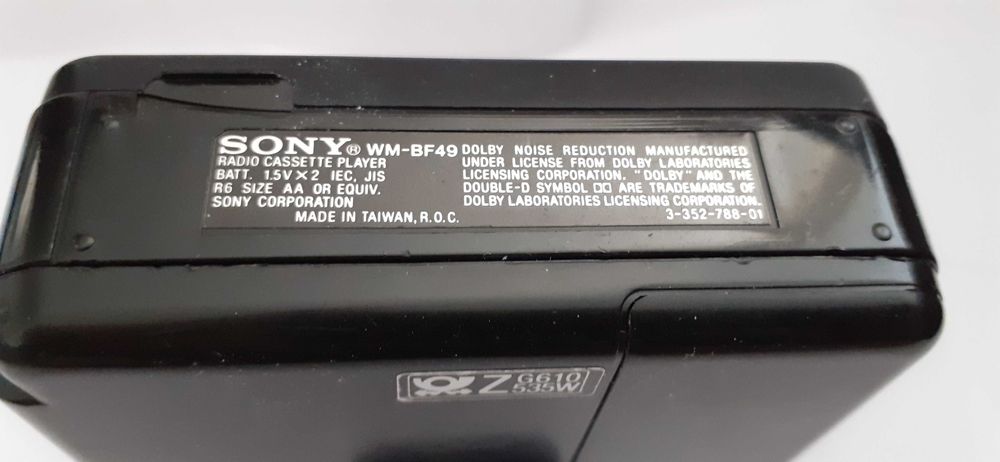 SONY® WM-BF49
RADIO CASSETTE PLAYER
BATT. 1.5V×2 IEC, JIS
R6 SIZE AA OR EQUIV.
SONY CORPORATION
MADE IN TAIWAN, R.O.C.
DOLBY NOISE REDUCTION MANUFACTURED
UNDER LICENSE FROM DOLBY LABORATORIES
LICENSING CORPORATION. "DOLBY" AND THE
DOUBLE-D SYMBOL ARE TRADEMARKS OF
DOLBY LABORATORIES LICENSING CORPORATION.
3-352-788-01
Z G610
535W